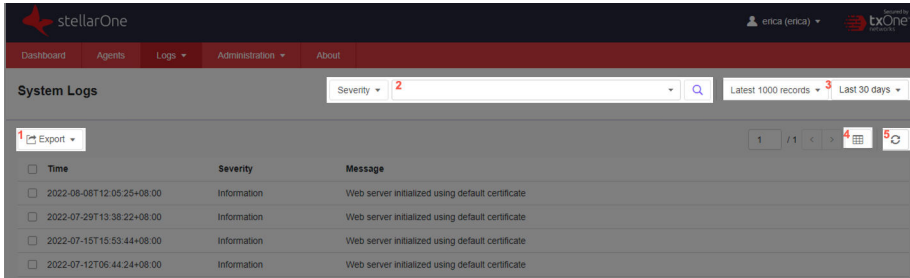 stellarOne
erica (erica)
Secured by
txOne
networks
Dashboard Agents Logs Administration About
System Logs
Severity 2
Latest 1000 records 3 Last 30 days
1 Export
1 / 1 < > 4 5
Time Severity Message
2022-08-08T12:05:25+08:00 Information Web server initialized using default certificate
2022-07-29T13:38:22+08:00 Information Web server initialized using default certificate
2022-07-15T15:53:44+08:00 Information Web server initialized using default certificate
2022-07-12T06:44:24+08:00 Information Web server initialized using default certificate